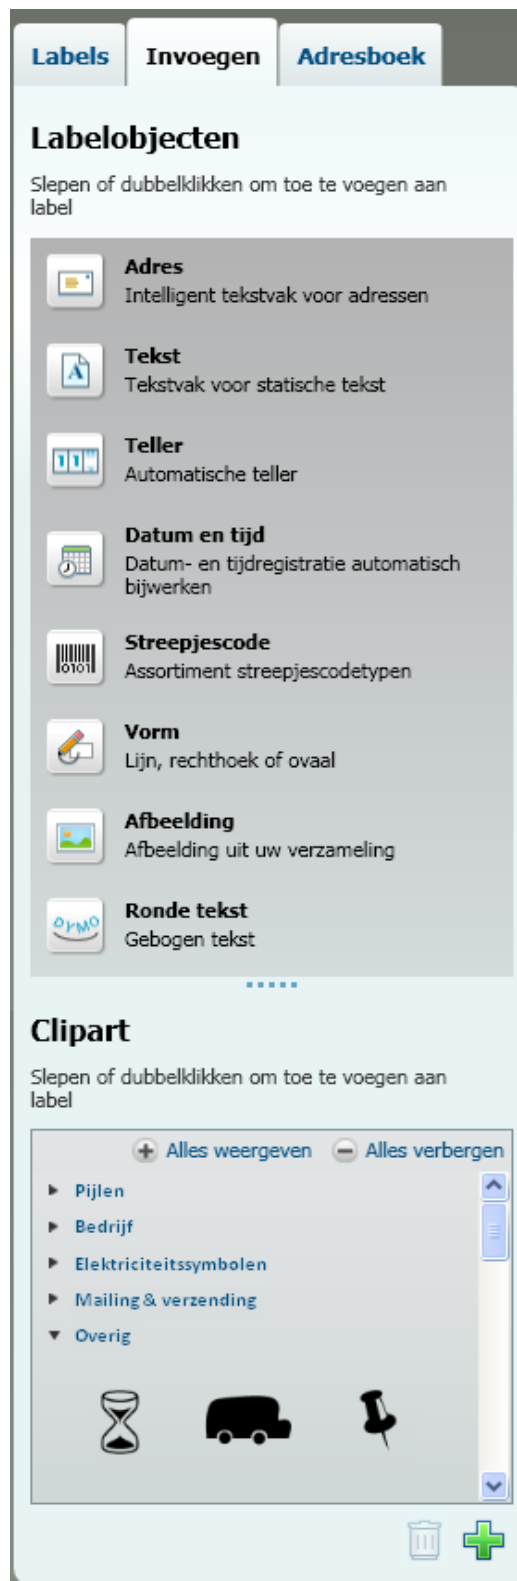 Labels Invoegen Adresboek
Labelobjecten
Slepen of dubbelklikken om toe te voegen aan
label
Adres
Intelligent tekstvak voor adressen
Tekst
Tekstvak voor statische tekst
Teller
Automatische teller
Datum en tijd
Datum- en tijdregistratie automatisch
bijwerken
Streepjescode
Assortiment streepjescodetypen
Vorm
Lijn, rechthoek of ovaal
Afbeelding
Afbeelding uit uw verzameling
Ronde tekst
Gebogen tekst
Clipart
Slepen of dubbelklikken om toe te voegen aan
label
Alles weergeven Alles verbergen
Pijlen
Bedrijf
Elektriciteitssymbolen
Mailing & verzending
Overig
A
11
0101
DYMO